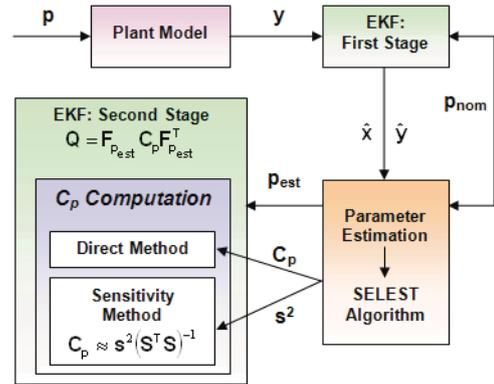 p
Plant Model
y
EKF:
First Stage
p_nom
x̂ ŷ
EKF: Second Stage
Q = F_{p_est} C_p F_{p_est}^T
p_est
C_p Computation
Direct Method
C_p
Sensitivity
Method
C_p ≈ s²(SᵀS)⁻¹
s²
Parameter
Estimation
SELEST
Algorithm